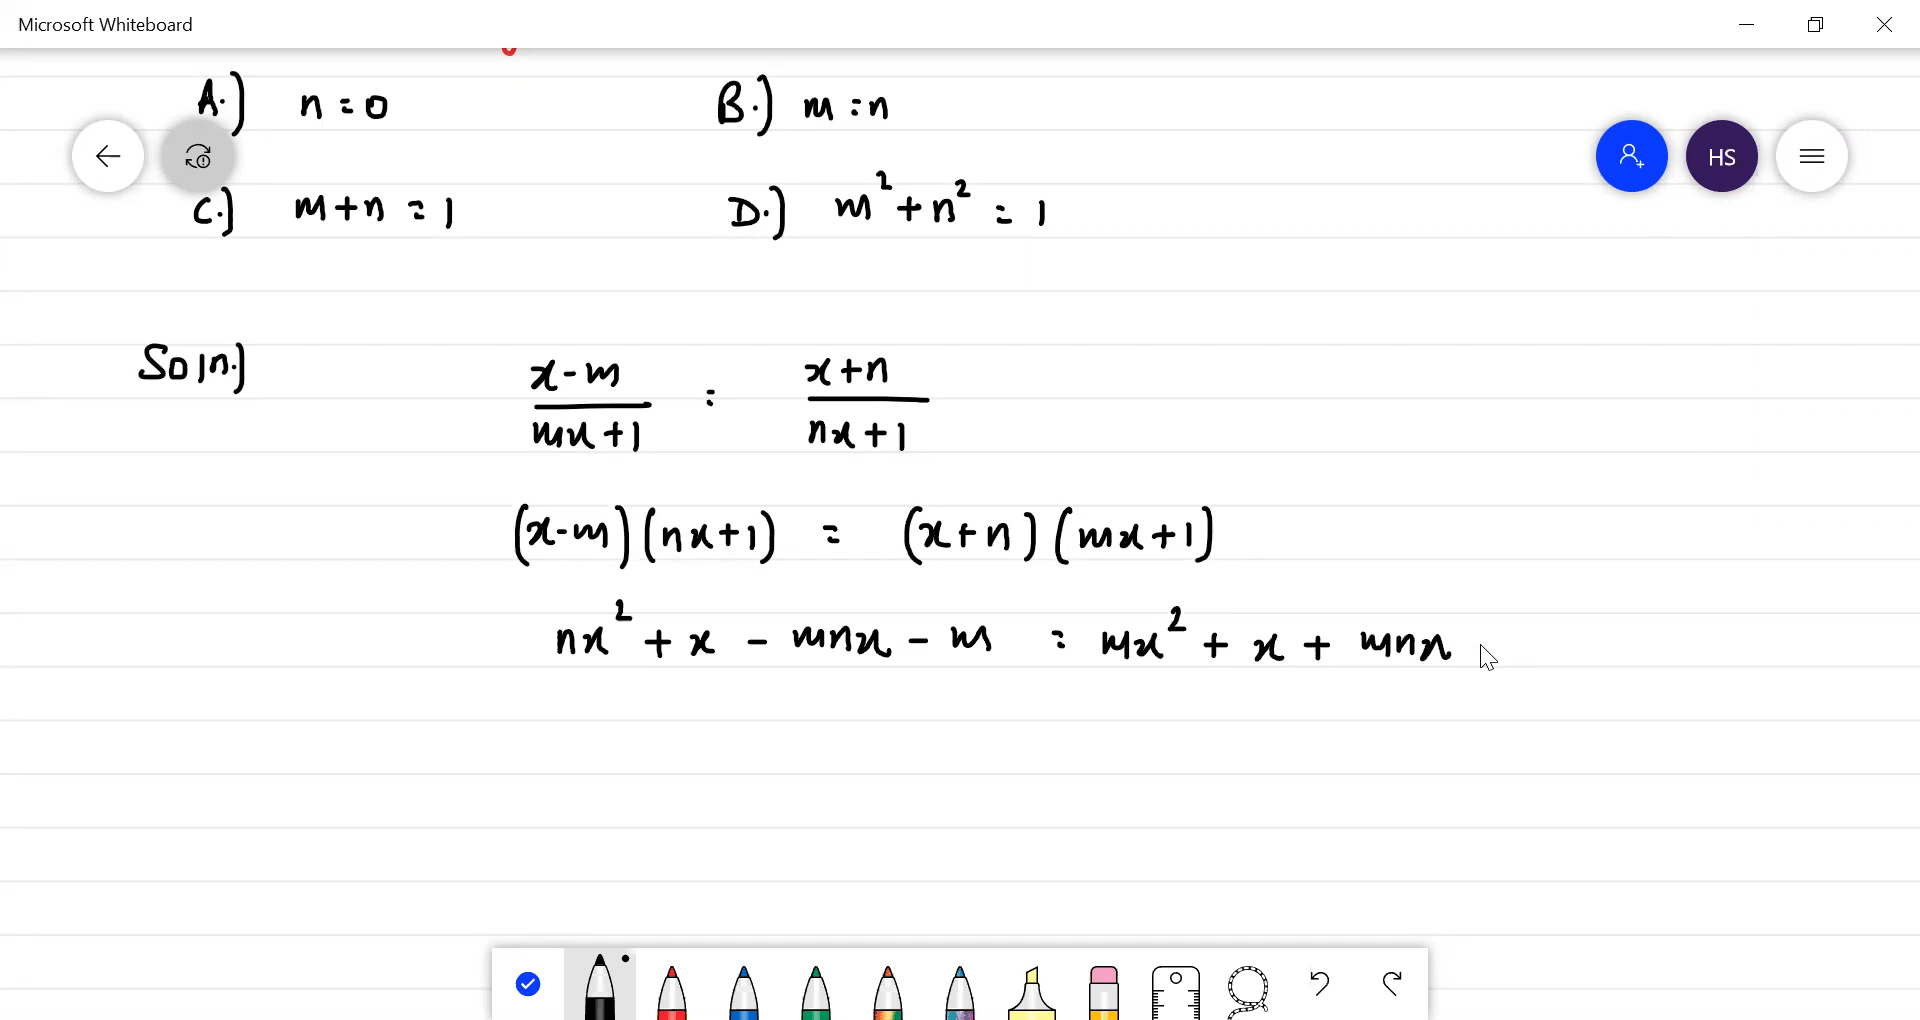 Microsoft Whiteboard
A.) n = 0 B.) m = n
HS
C.) m + n = 1 D.) m² + n² = 1
Soln.) x - m / mx + 1 = x + n / nx + 1
(x - m) (nx + 1) = (x + n) (mx + 1)
nx² + x - mnx - m = mx² + x + mnx